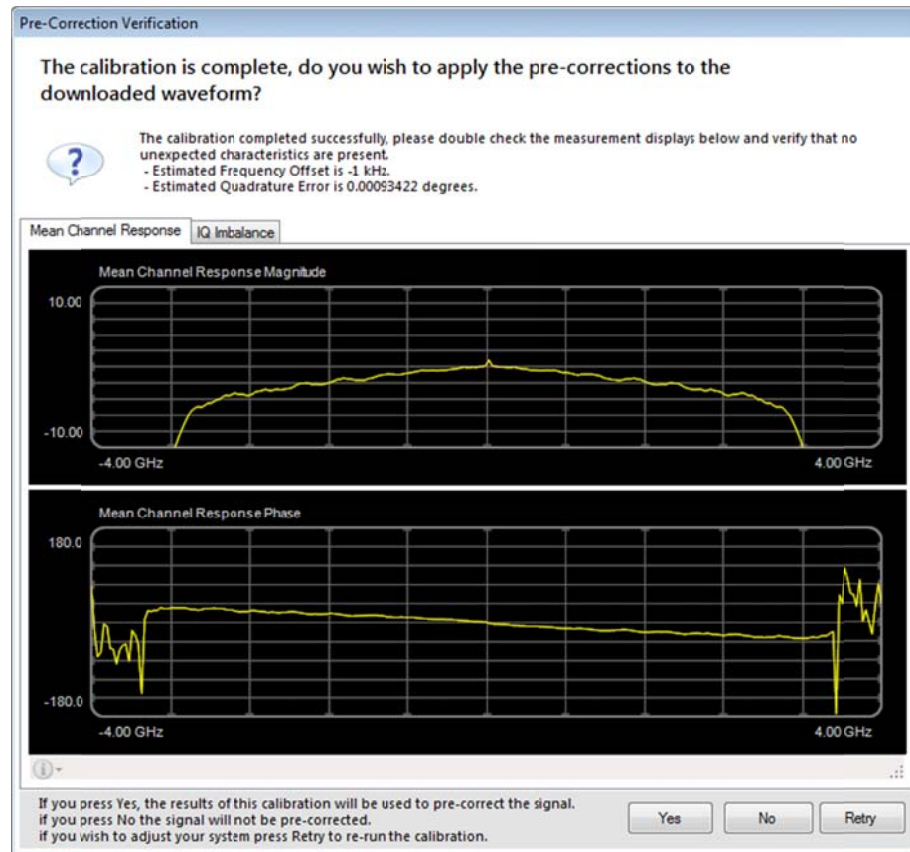 Pre-Correction Verification
The calibration is complete, do you wish to apply the pre-corrections to the
downloaded waveform?
The calibration completed successfully, please double check the measurement displays below and verify that no
unexpected characteristics are present.
- Estimated Frequency Offset is -1 kHz.
- Estimated Quadrature Error is 0.00093422 degrees.
Mean Channel Response
IQ Imbalance
Mean Channel Response Magnitude
10.00
-10.00
-4.00 GHz
4.00 GHz
Mean Channel Response Phase
180.0
-180.0
-4.00 GHz
4.00 GHz
If you press Yes, the results of this calibration will be used to pre-correct the signal.
if you press No the signal will not be pre-corrected.
if you wish to adjust your system press Retry to re-run the calibration.
Yes
No
Retry